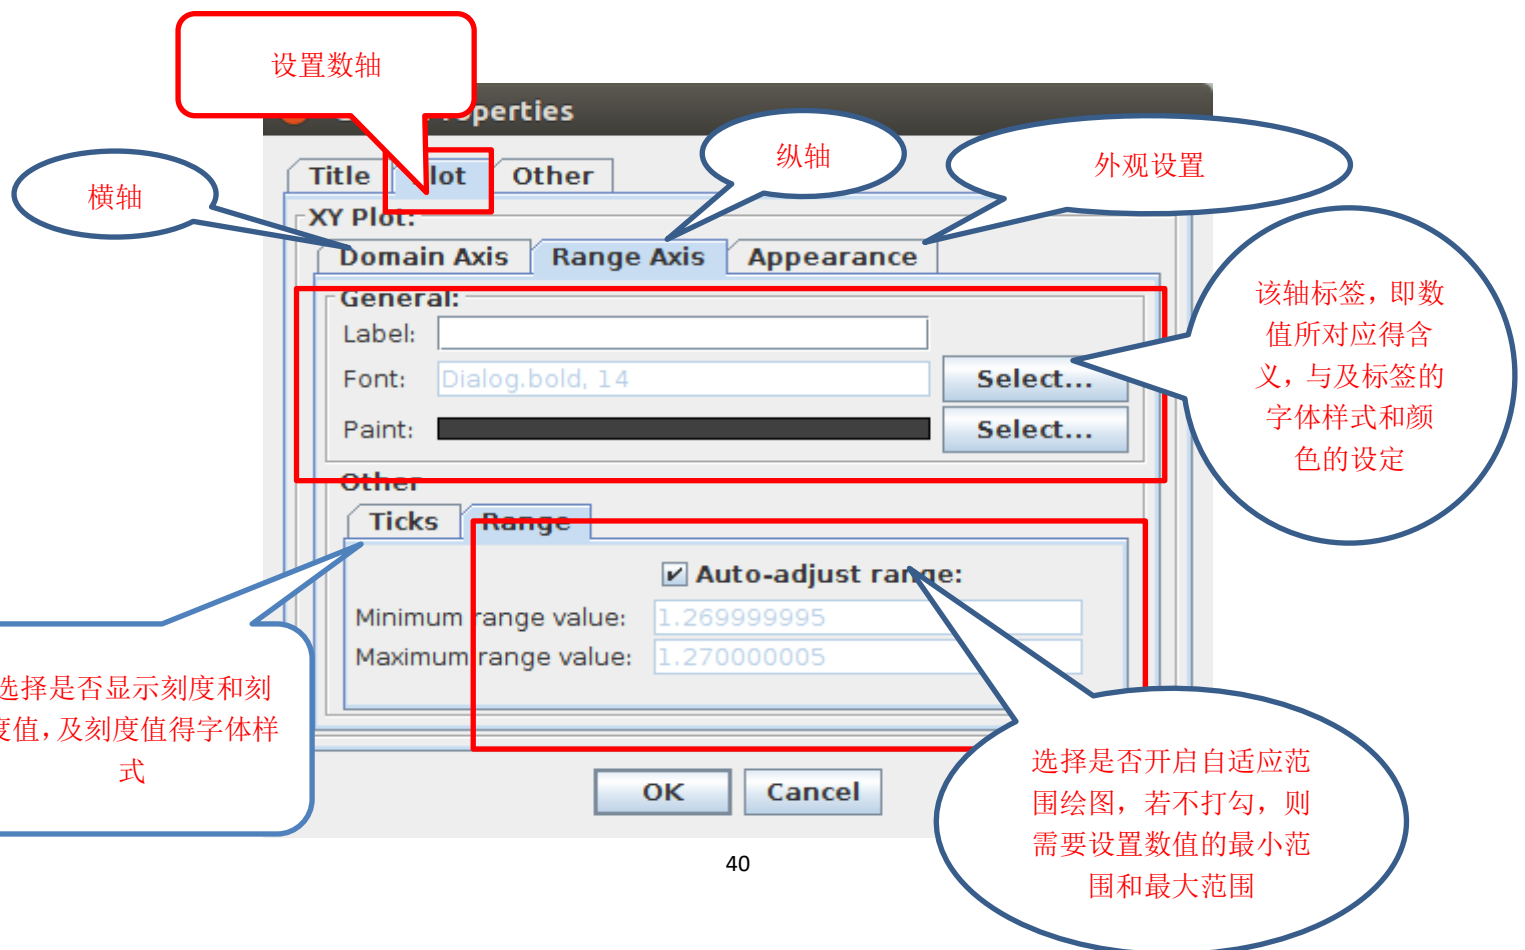 设置数轴
operties
纵轴
外观设置
横轴
Title
lot
Other
XY Plot:
Domain Axis
Range Axis
Appearance
General:
Label:
Font:
Dialog.bold, 14
Select...
Paint:
Select...
该轴标签，即数
值所对应得含
义，与及标签的
字体样式和颜
色的设定
Other
Ticks
Range
Auto-adjust range:
Minimum range value:
1.269999995
Maximum range value:
1.270000005
选择是否显示刻度和刻
度值，及刻度值得字体样
式
OK
Cancel
选择是否开启自适应范
围绘图，若不打勾，则
需要设置数值的最小范
围和最大范围
40